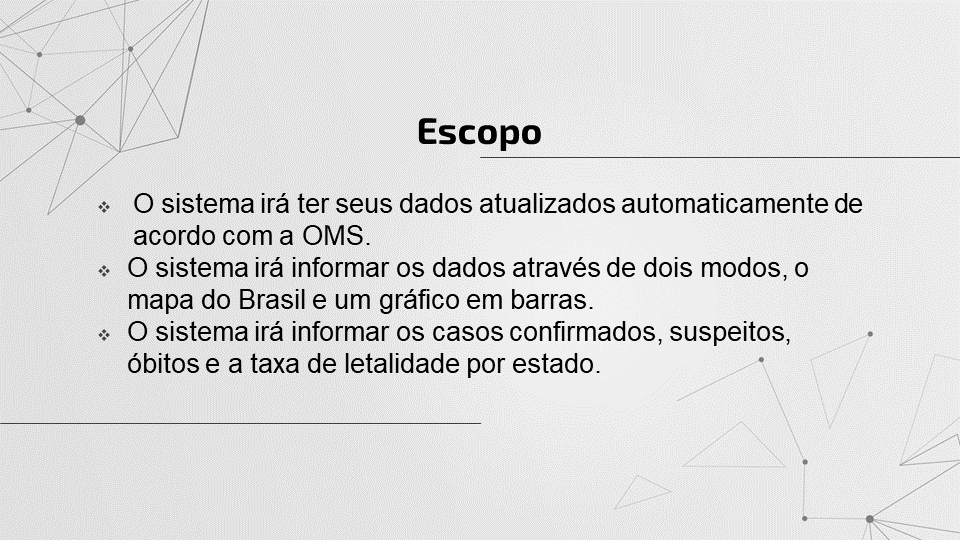 Escopo
❖ O sistema irá ter seus dados atualizados automaticamente de
acordo com a OMS.
❖ O sistema irá informar os dados através de dois modos, o
mapa do Brasil e um gráfico em barras.
❖ O sistema irá informar os casos confirmados, suspeitos,
óbitos e a taxa de letalidade por estado.